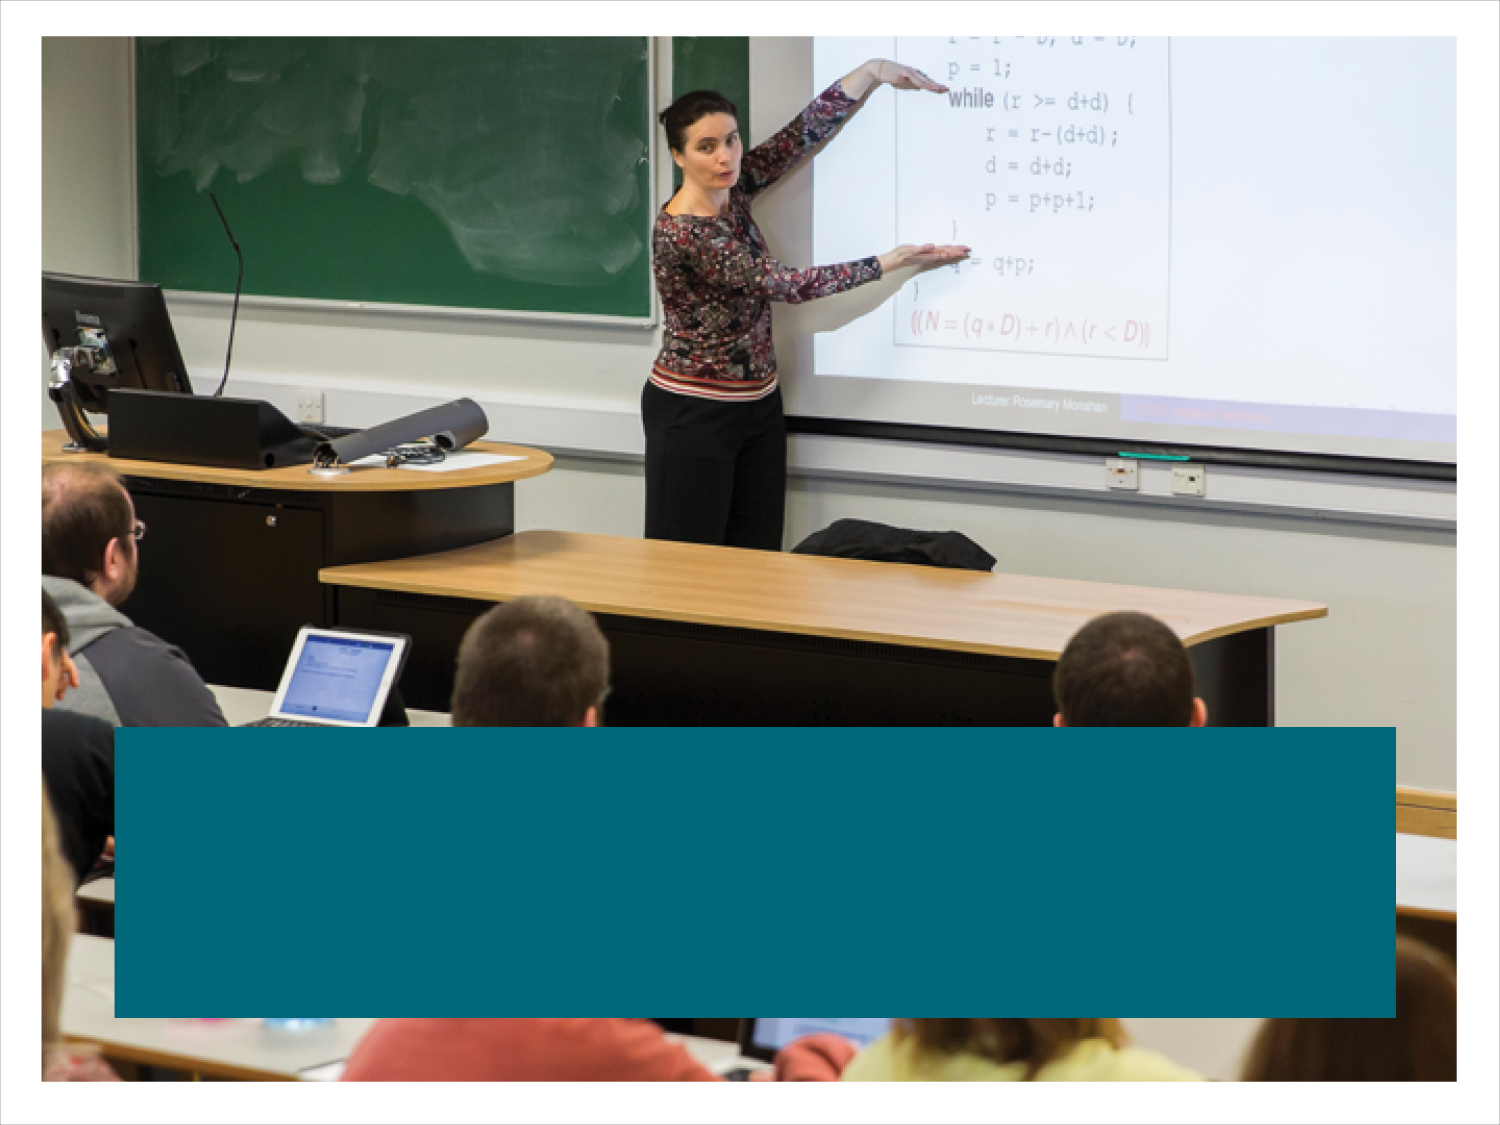 p = 1;
while (r >= d+d) {
r = r-(d+d);
d = d+d;
p = p+p+1;
}
= q+p;
}
((N = (q * D) + r) ∧ (r < D))
Lecturer:Rosemary Monahan